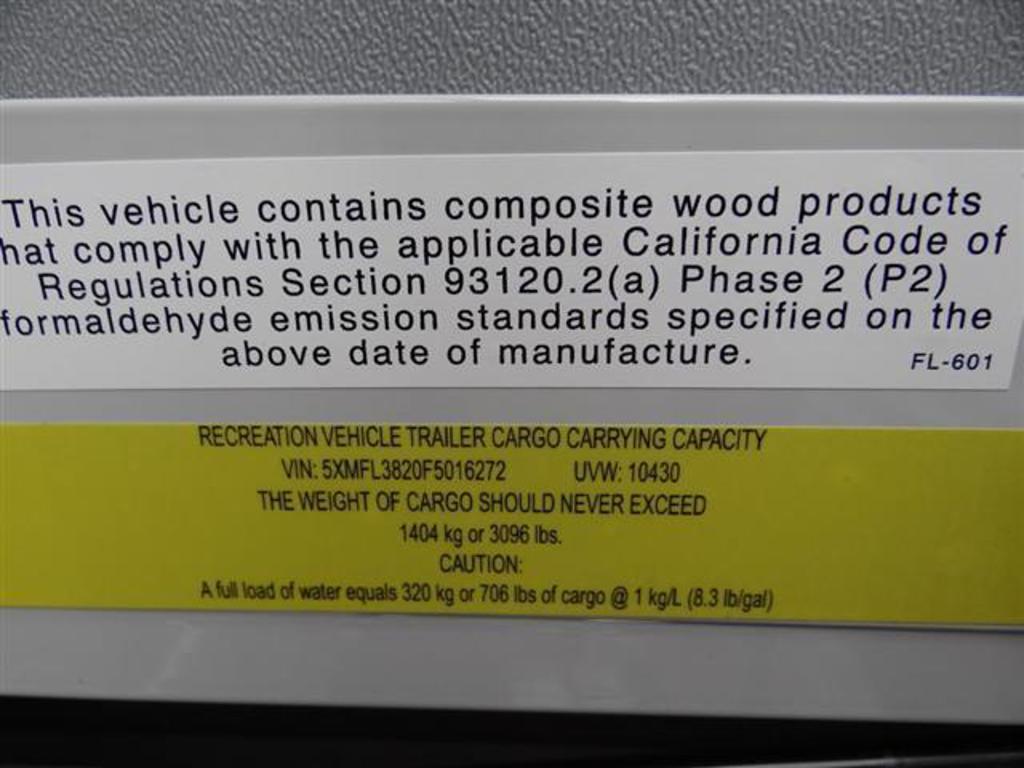 This vehicle contains composite wood products
hat comply with the applicable California Code of
Regulations Section 93120.2(a) Phase 2 (P2)
formaldehyde emission standards specified on the
above date of manufacture.
FL-601
RECREATION VEHICLE TRAILER CARGO CARRYING CAPACITY
VIN: 5XMFL3820F5016272 UVW: 10430
THE WEIGHT OF CARGO SHOULD NEVER EXCEED
1404 kg or 3096 lbs.
CAUTION:
A full load of water equals 320 kg or 706 lbs of cargo @ 1 kg/L (8.3 lb/gal)